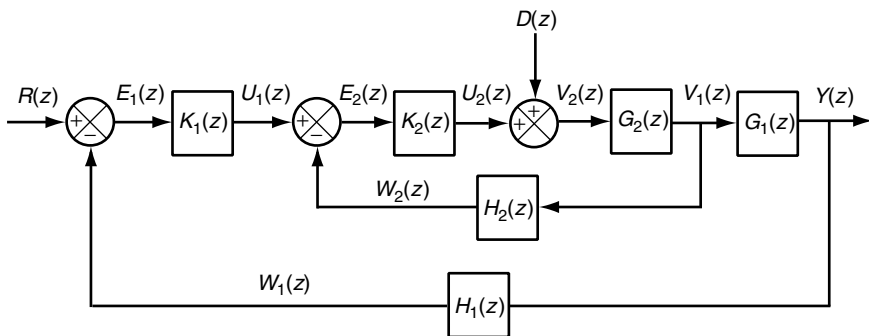 D(z)
R(z)
E1(z)
U1(z)
E2(z)
U2(z)
V2(z)
V1(z)
Y(z)
+
−
K1(z)
+
−
K2(z)
+
+
G2(z)
G1(z)
W2(z)
H2(z)
W1(z)
H1(z)